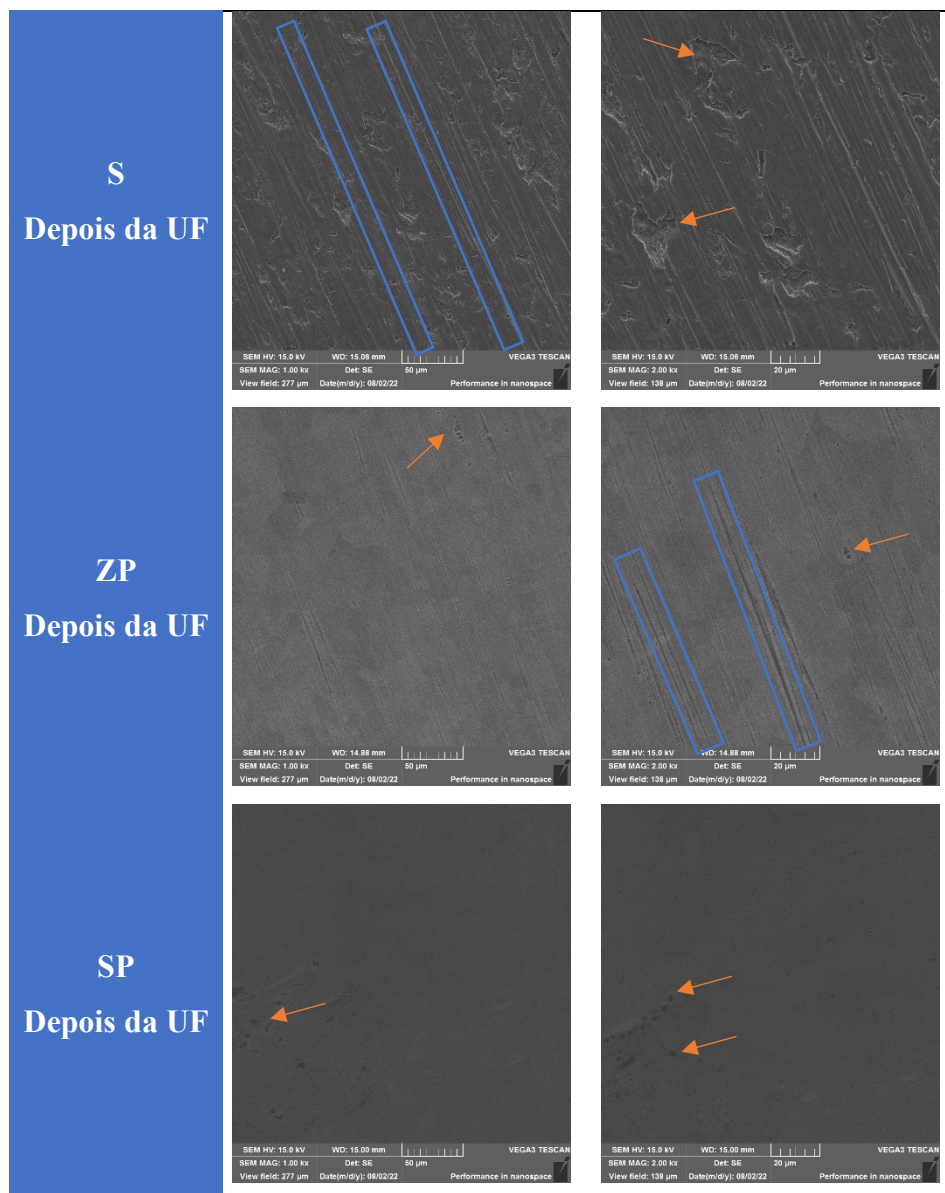 S
Depois da UF
SEM HV: 15.0 kV WD: 15.06 mm VEGA3 TESCAN
SEM MAG: 1.00 kx Det: SE 50 µm
View field: 277 µm Date(m/d/y): 08/02/22 Performance in nanospace
SEM HV: 15.0 kV WD: 15.06 mm VEGA3 TESCAN
SEM MAG: 2.00 kx Det: SE 20 µm
View field: 138 µm Date(m/d/y): 08/02/22 Performance in nanospace
ZP
Depois da UF
SEM HV: 15.0 kV WD: 14.88 mm VEGA3 TESCAN
SEM MAG: 1.00 kx Det: SE 50 µm
View field: 277 µm Date(m/d/y): 08/02/22 Performance in nanospace
SEM HV: 15.0 kV WD: 14.88 mm VEGA3 TESCAN
SEM MAG: 2.00 kx Det: SE 20 µm
View field: 138 µm Date(m/d/y): 08/02/22 Performance in nanospace
SP
Depois da UF
SEM HV: 15.0 kV WD: 15.00 mm VEGA3 TESCAN
SEM MAG: 1.00 kx Det: SE 50 µm
View field: 277 µm Date(m/d/y): 08/02/22 Performance in nanospace
SEM HV: 15.0 kV WD: 15.00 mm VEGA3 TESCAN
SEM MAG: 2.00 kx Det: SE 20 µm
View field: 138 µm Date(m/d/y): 08/02/22 Performance in nanospace